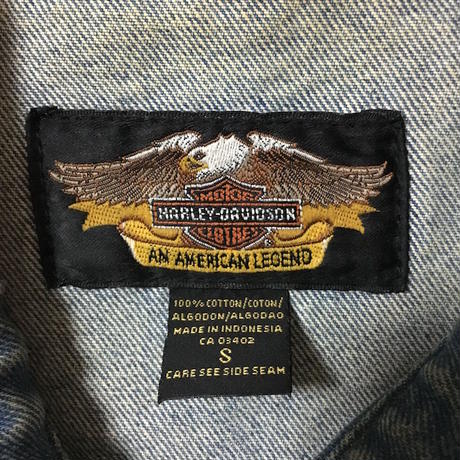 MOTOR
HARLEY-DAVIDSON
CLOTHES
®
AN AMERICAN LEGEND
100% COTTON/COTON/
ALGODON/ALGODAO
MADE IN INDONESIA
CA 03402
S
CARE SEE SIDE SEAM